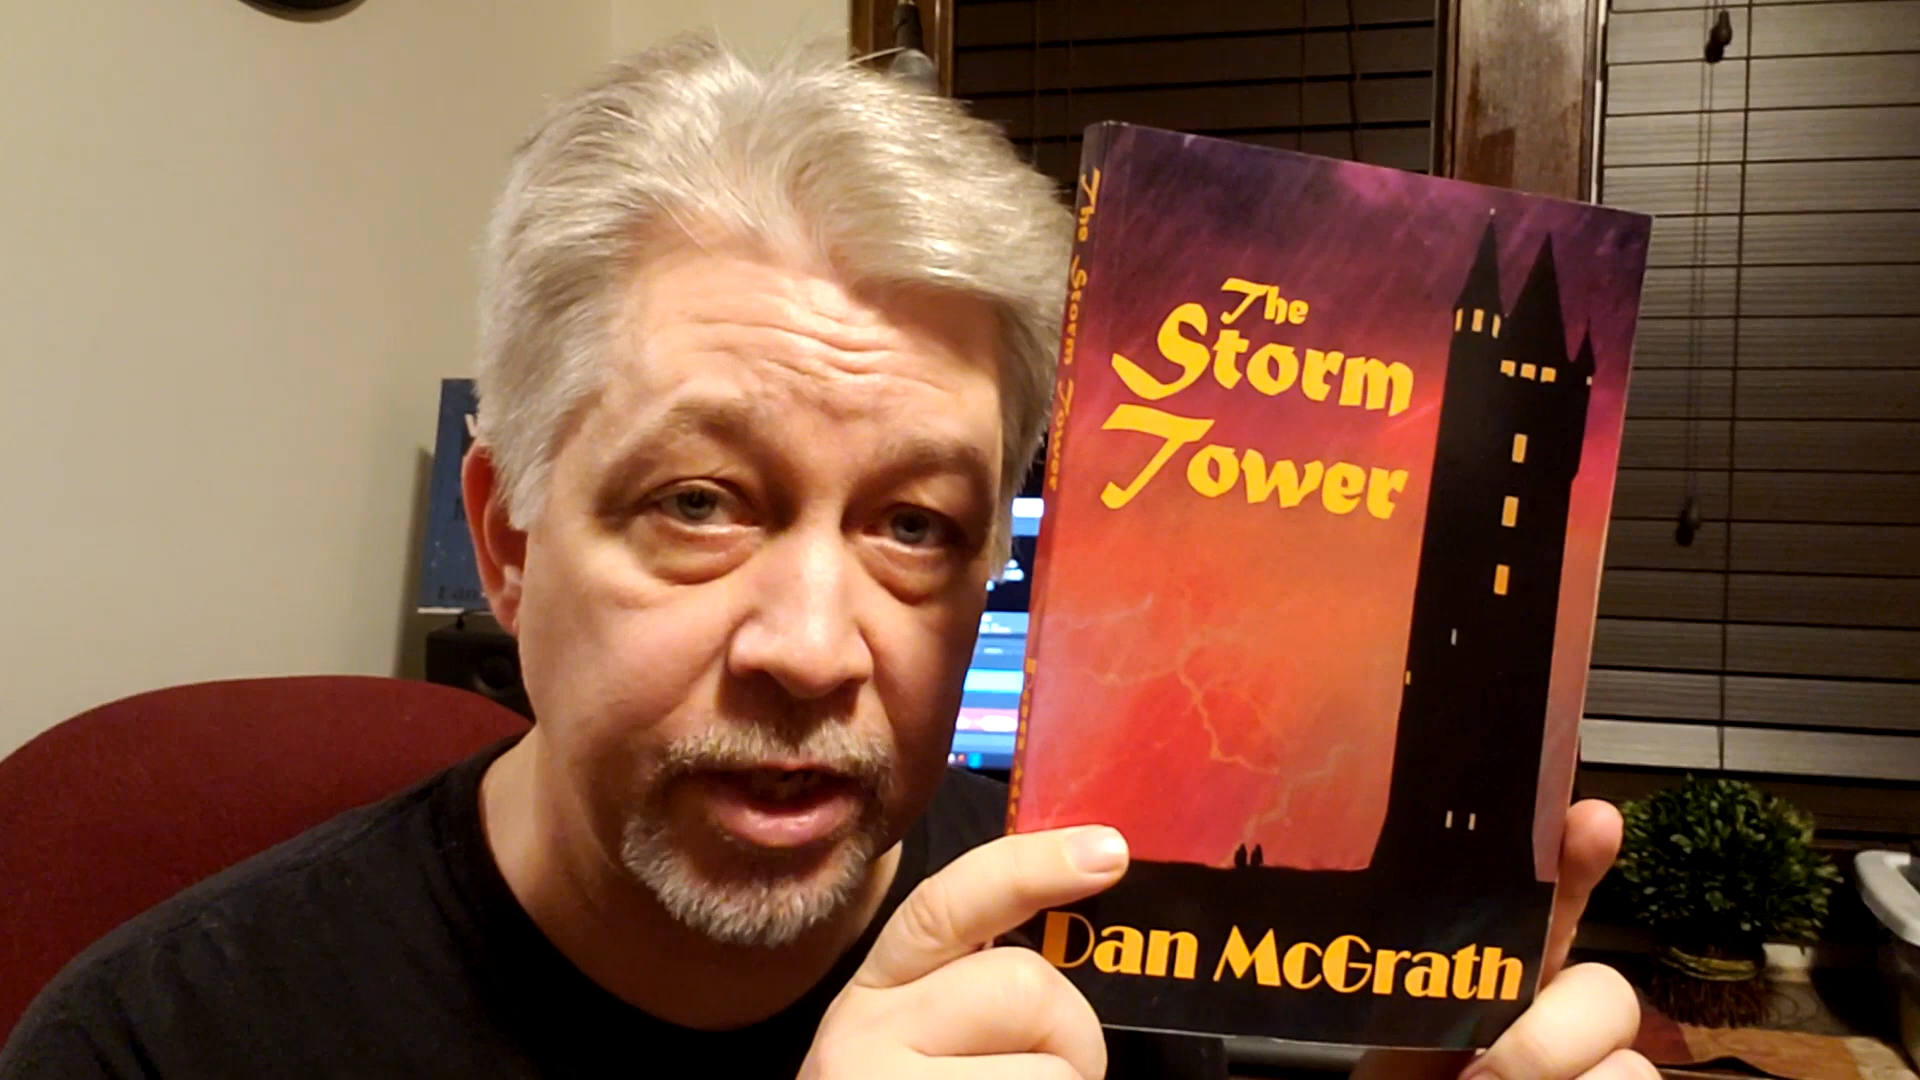 The
Storm
Tower
Dan McGrath
The Storm Tower